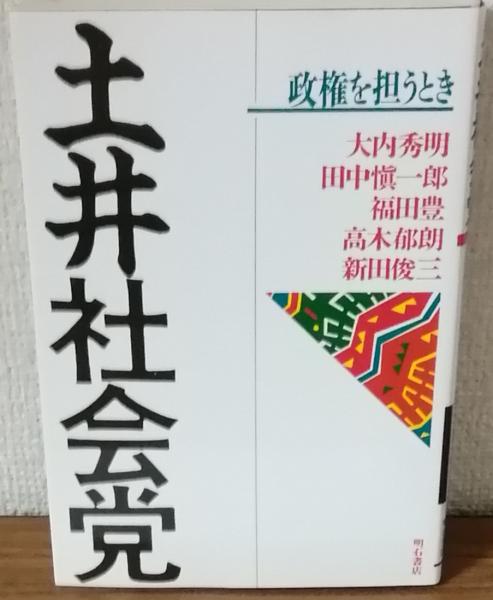 土井社会党
政権を担うとき
大内秀明
田中愼一郎
福田豊
高木郁朗
新田俊三
明石書店